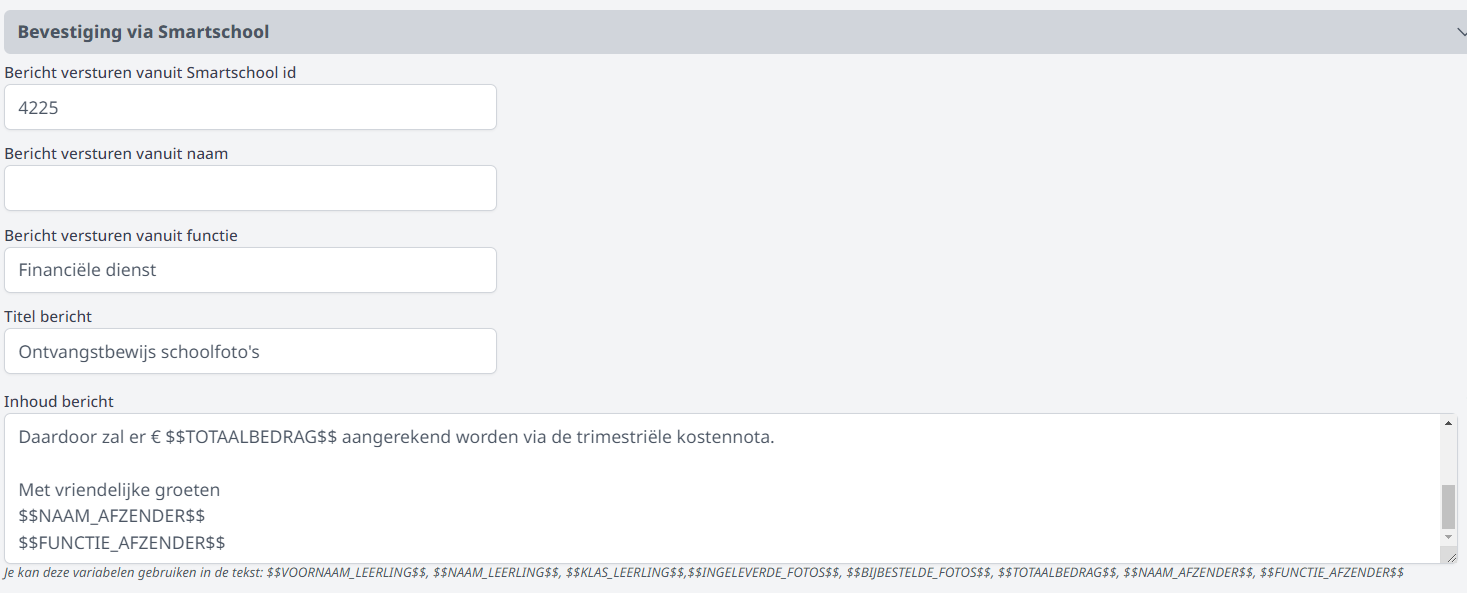 Bevestiging via Smartschool
Bericht versturen vanuit Smartschool id
4225
Bericht versturen vanuit naam
Bericht versturen vanuit functie
Financiële dienst
Titel bericht
Ontvangstbewijs schoolfoto's
Inhoud bericht
Daardoor zal er € $$TOTAALBEDRAG$$ aangerekend worden via de trimestriële kostennota.
Met vriendelijke groeten
$$NAAM_AFZENDER$$
$$FUNCTIE_AFZENDER$$
Je kan deze variabelen gebruiken in de tekst: $$VOORNAAM_LEERLING$$, $$NAAM_LEERLING$$, $$KLAS_LEERLING$$,$$INGELEVERDE_FOTOS$$, $$BIJBESTELDE_FOTOS$$, $$TOTAALBEDRAG$$, $$NAAM_AFZENDER$$, $$FUNCTIE_AFZENDER$$